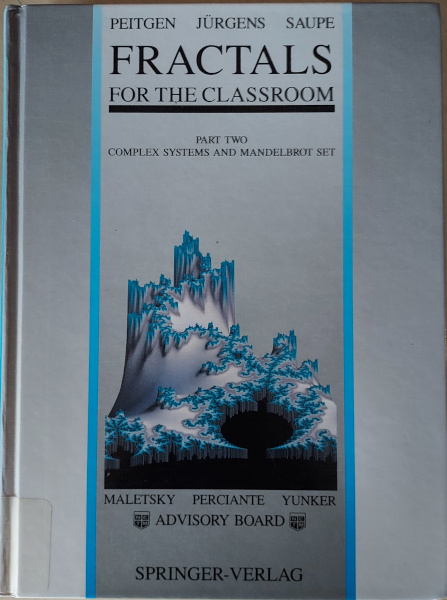 PEITGEN JÜRGENS SAUPE
FRACTALS
FOR THE CLASSROOM
PART TWO
COMPLEX SYSTEMS AND MANDELBROT SET
MALETSKY PERCIANTE YUNKER
ADVISORY BOARD
SPRINGER-VERLAG